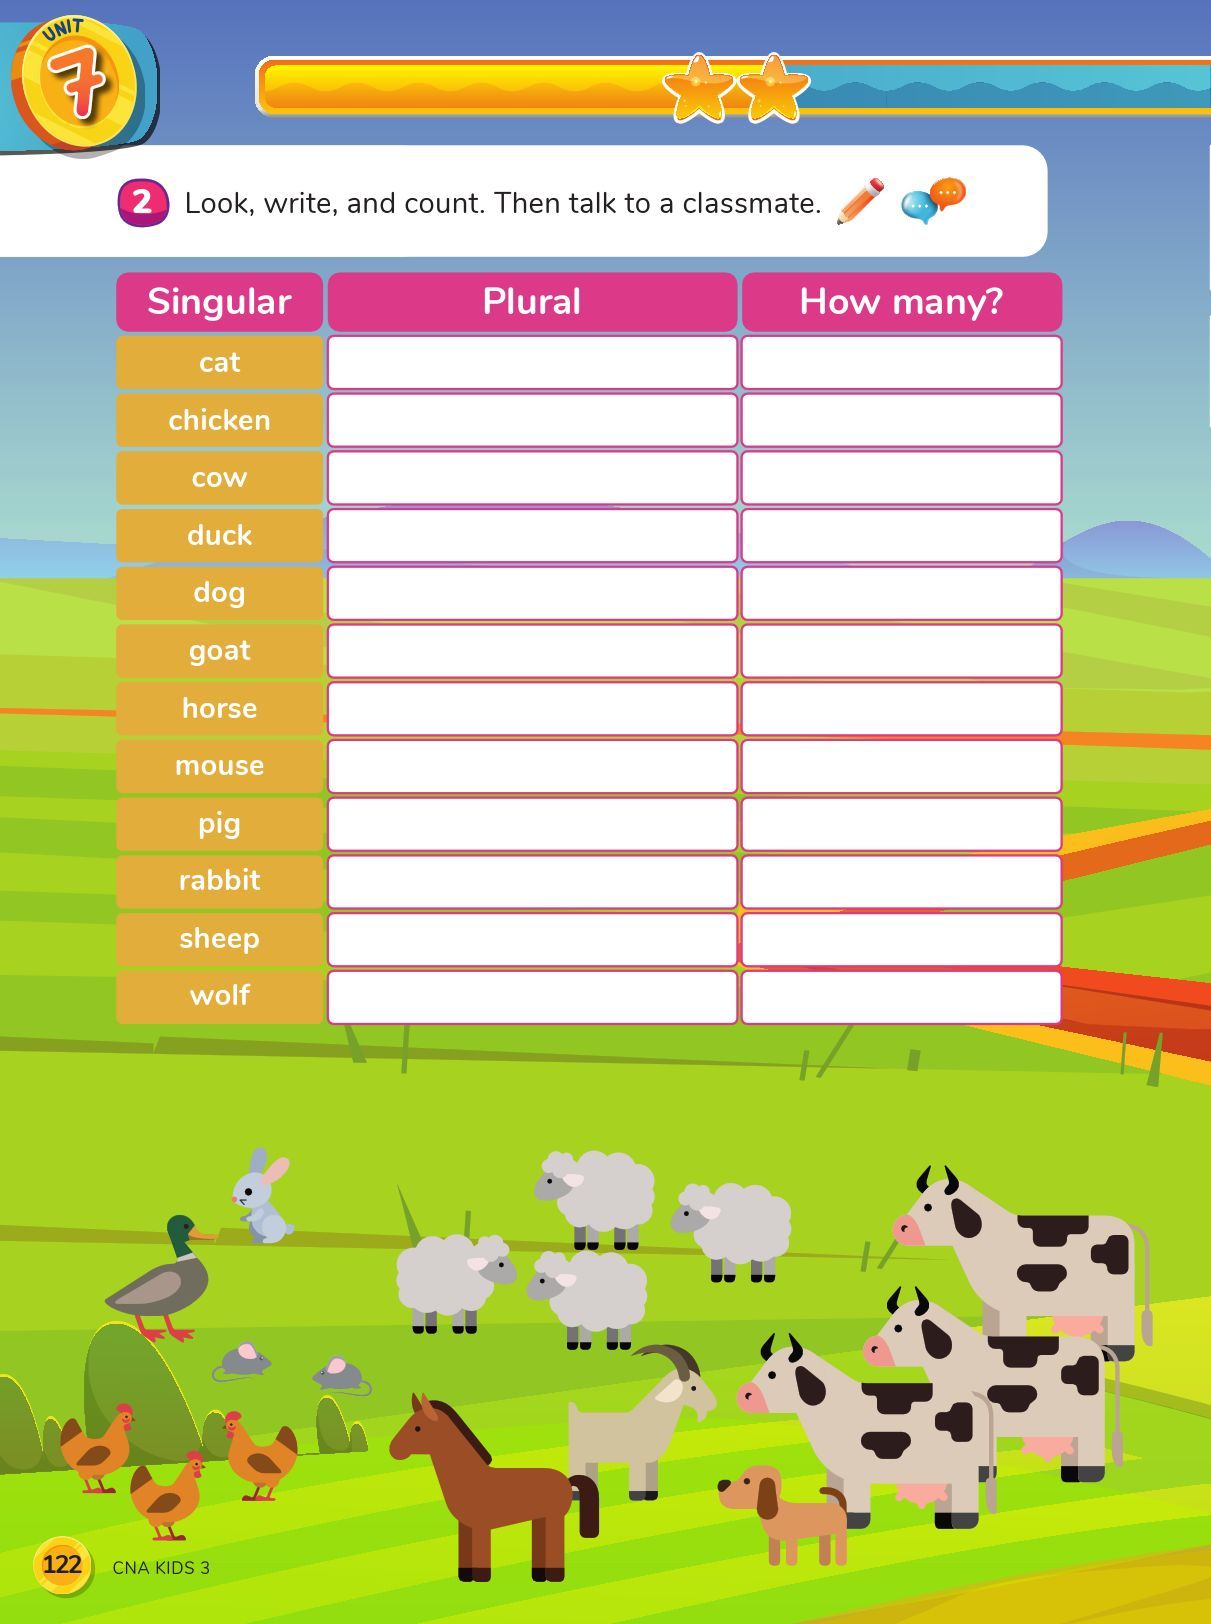 UNIT
7
2 Look, write, and count. Then talk to a classmate.
Singular Plural How many?
cat
chicken
cow
duck
dog
goat
horse
mouse
pig
rabbit
sheep
wolf
122 CNA KIDS 3